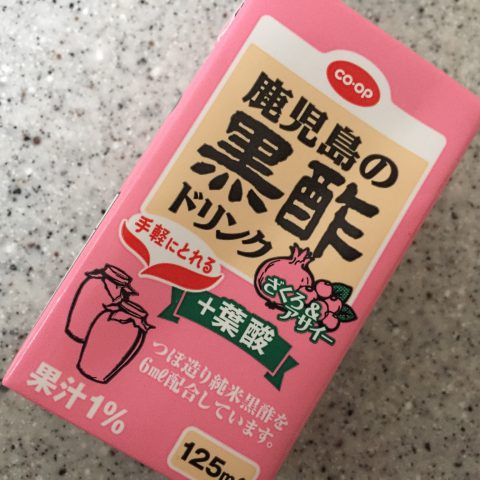 CO·OP
鹿児島の
黒酢
ドリンク
手軽にとれる
ざくろ&
アサイー
+葉酸
つぼ造り純米黒酢を
6ml配合しています。
果汁1%
125ml